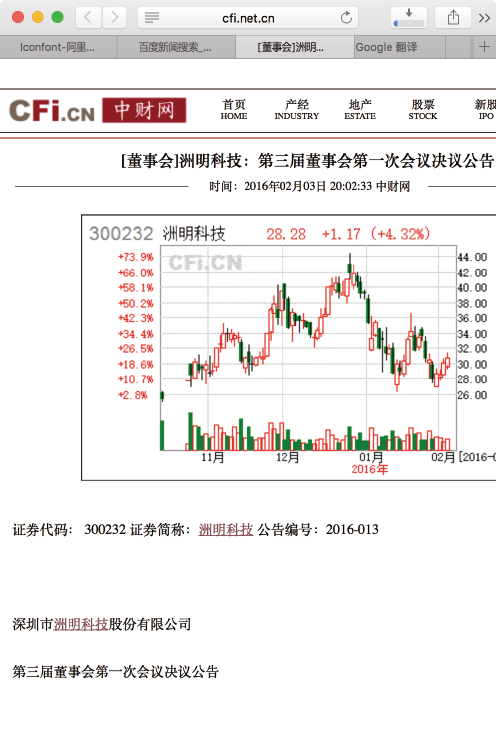 cfi.net.cn
Iconfont-阿里...
百度新闻搜索_...
[董事会]洲明...
Google 翻译
CFi.CN 中财网
首页 产经 地产 股票 新股
HOME INDUSTRY ESTATE STOCK IPO
[董事会]洲明科技：第三届董事会第一次会议决议公告
时间：2016年02月03日 20:02:33 中财网
300232 洲明科技 28.28 +1.17 (+4.32%)
CFi.CN
+73.9% 44.00
+66.0% 42.00
+58.1% 40.00
+50.2% 38.00
+42.3% 36.00
+34.4% 34.00
+26.5% 32.00
+18.6% 30.00
+10.7% 28.00
+2.8% 26.00
11月 12月 01月 02月 [2016-0
2016年
证券代码： 300232 证券简称：洲明科技 公告编号：2016-013
深圳市洲明科技股份有限公司
第三届董事会第一次会议决议公告